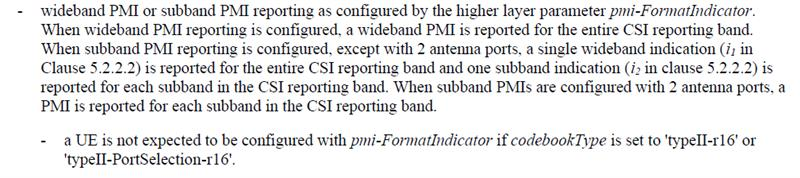 - wideband PMI or subband PMI reporting as configured by the higher layer parameter pmi-FormatIndicator.
When wideband PMI reporting is configured, a wideband PMI is reported for the entire CSI reporting band.
When subband PMI reporting is configured, except with 2 antenna ports, a single wideband indication (i1 in
Clause 5.2.2.2) is reported for the entire CSI reporting band and one subband indication (i2 in clause 5.2.2.2) is
reported for each subband in the CSI reporting band. When subband PMIs are configured with 2 antenna ports, a
PMI is reported for each subband in the CSI reporting band.
- a UE is not expected to be configured with pmi-FormatIndicator if codebookType is set to 'typeII-r16' or
'typeII-PortSelection-r16'.